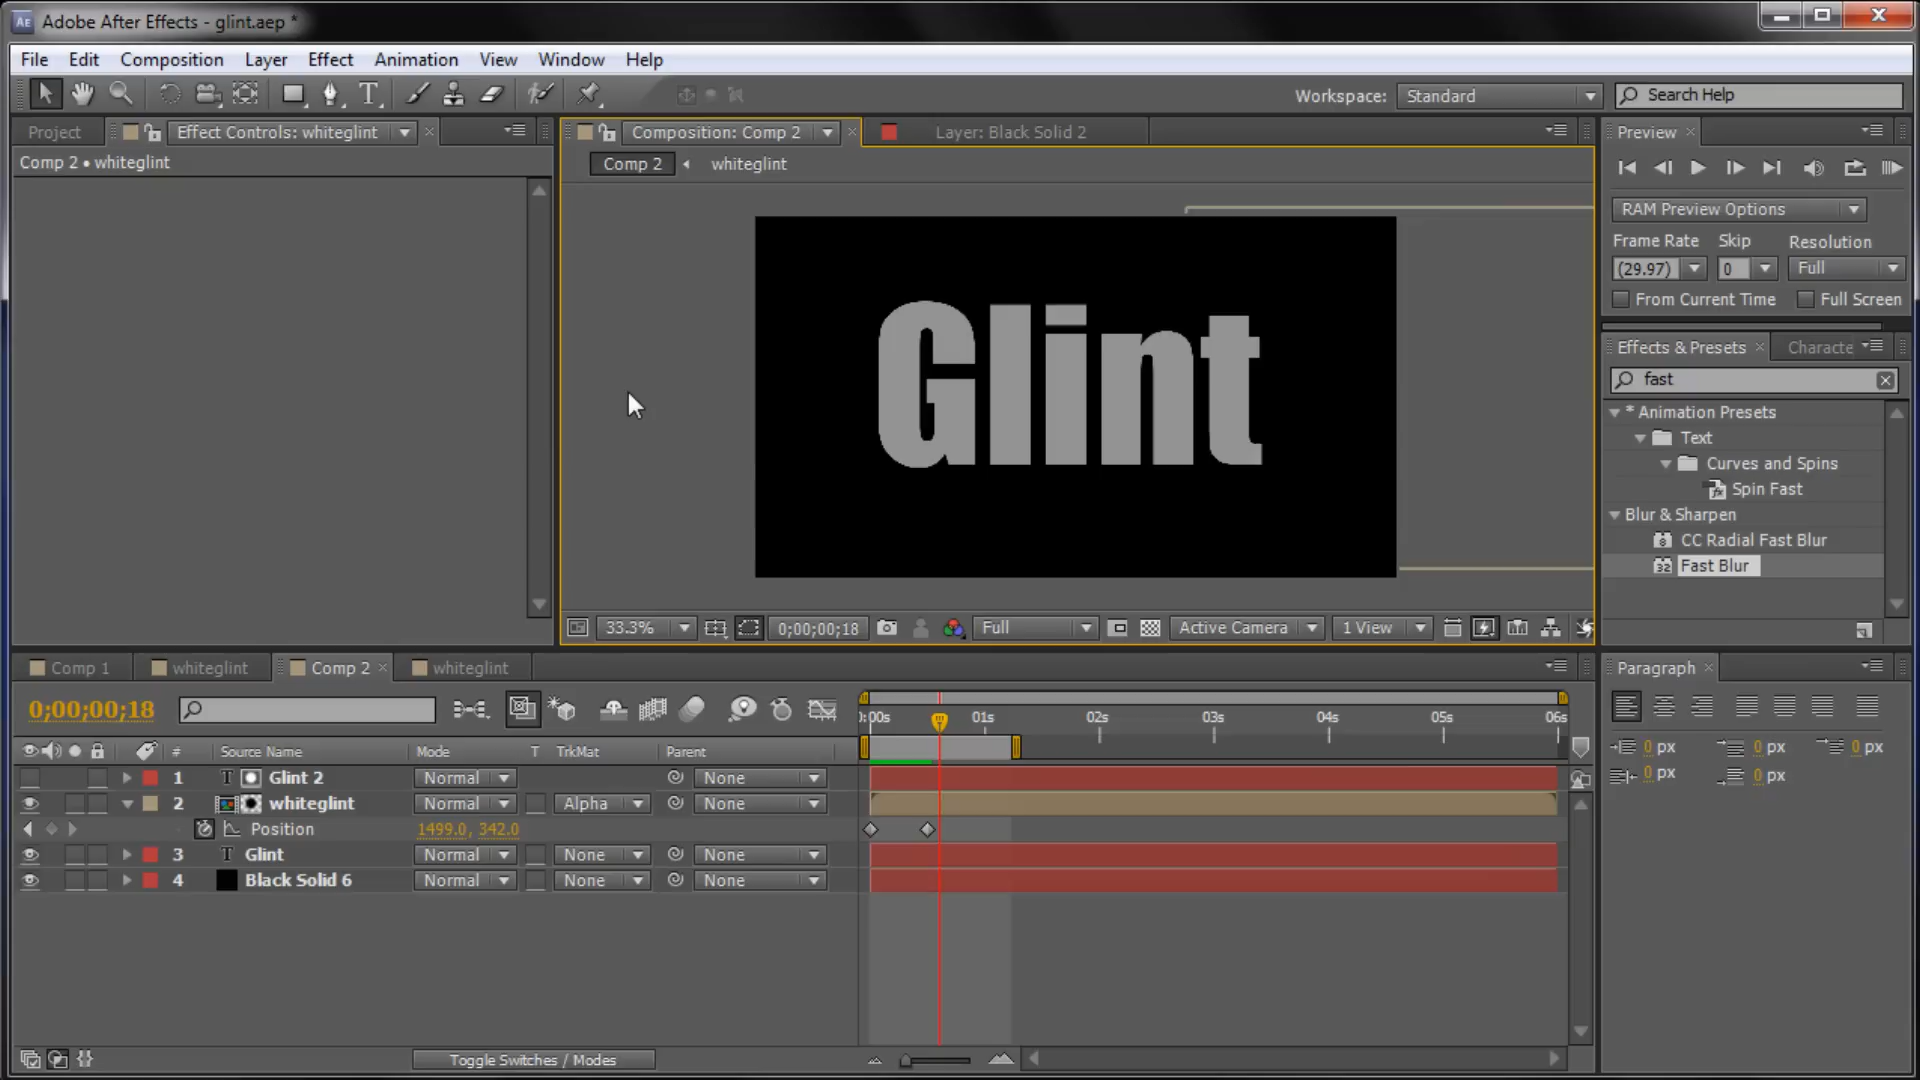 Ae Adobe After Effects - glint.aep *
File Edit Composition Layer Effect Animation View Window Help
T Workspace: Standard Search Help
Project Effect Controls: whiteglint × Composition: Comp 2 × Layer: Black Solid 2 Preview ×
Comp 2 • whiteglint
Comp 2 whiteglint
RAM Preview Options
Frame Rate Skip Resolution
(29.97) 0 Full
From Current Time Full Screen
Glint
Effects & Presets × Characte
fast
* Animation Presets
Text
Curves and Spins
Spin Fast
Blur & Sharpen
CC Radial Fast Blur
32 Fast Blur
33.3% 0;00;00;18 Full Active Camera 1 View
Comp 1 whiteglint Comp 2 × whiteglint Paragraph ×
0;00;00;18
):00s 01s 02s 03s 04s 05s 06s
# Source Name Mode T TrkMat Parent
0 px 0 px 0 px
0 px 0 px
1 T Glint 2 Normal None
2 whiteglint Normal Alpha None
Position 1499.0, 342.0
3 T Glint Normal None None
4 Black Solid 6 Normal None None
Toggle Switches / Modes